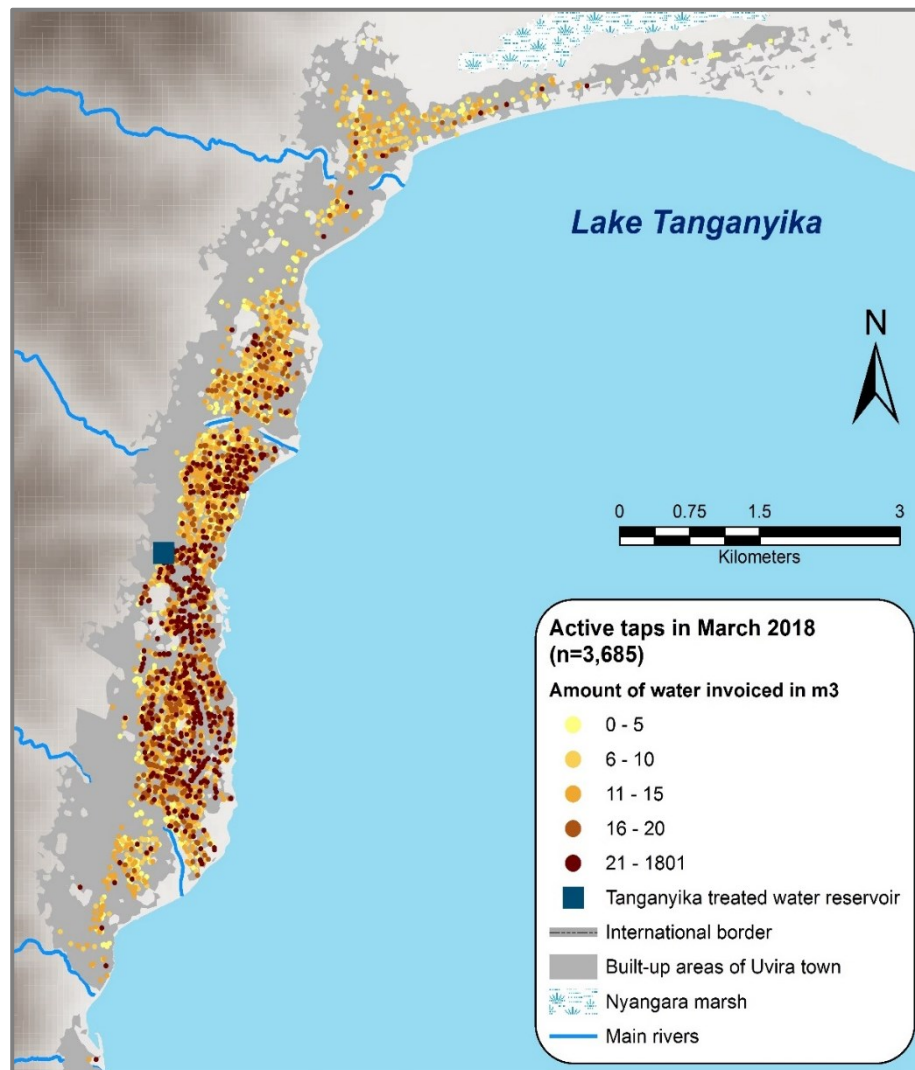 Lake Tanganyika
N
0 0.75 1.5 3
Kilometers
Active taps in March 2018
(n=3,685)
Amount of water invoiced in m3
0 - 5
6 - 10
11 - 15
16 - 20
21 - 1801
Tanganyika treated water reservoir
International border
Built-up areas of Uvira town
Nyangara marsh
Main rivers